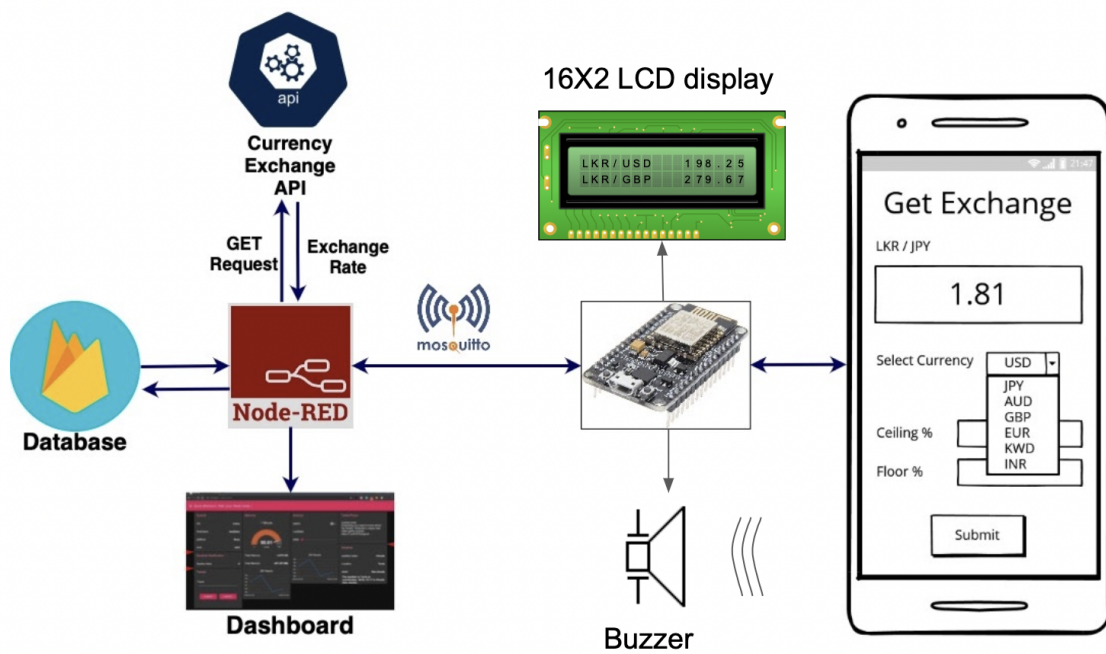 api
Currency
Exchange
API
GET
Request
Exchange
Rate
Database
Node-RED
Dashboard
mosquitto
16X2 LCD display
LKR/USD 198.25
LKR/GBP 279.67
Buzzer
21:42
Get Exchange
LKR / JPY
1.81
Select Currency
USD
JPY
AUD
GBP
EUR
KWD
INR
Ceiling %
Floor %
Submit